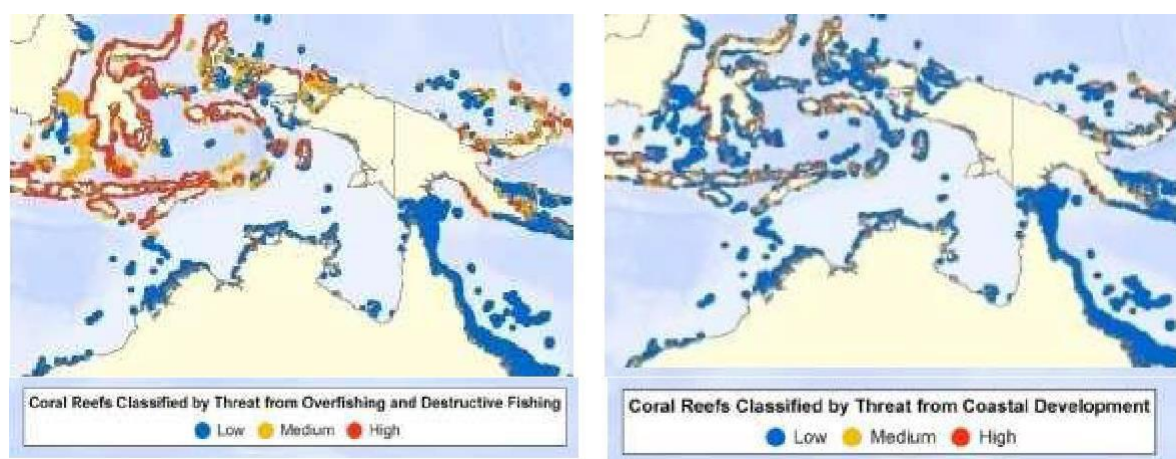 Coral Reefs Classified by Threat from Overfishing and Destructive Fishing
Low Medium High
Coral Reefs Classified by Threat from Coastal Development
Low Medium High